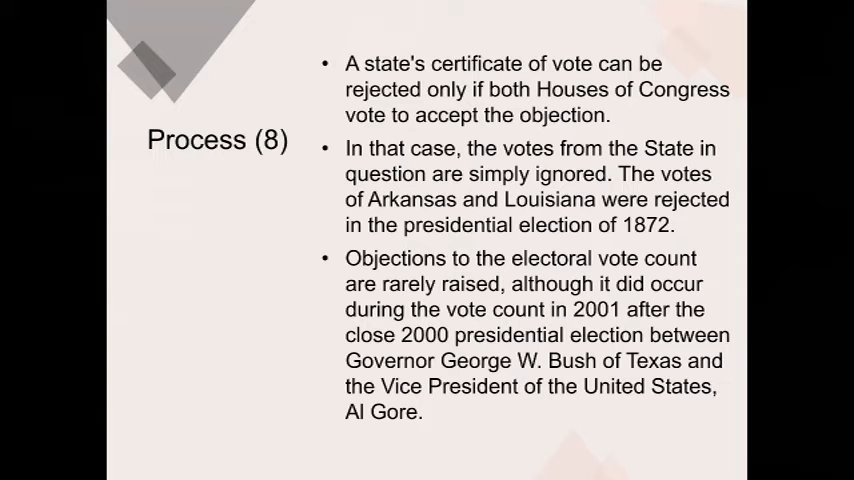 Process (8)
• A state's certificate of vote can be
rejected only if both Houses of Congress
vote to accept the objection.
• In that case, the votes from the State in
question are simply ignored. The votes
of Arkansas and Louisiana were rejected
in the presidential election of 1872.
• Objections to the electoral vote count
are rarely raised, although it did occur
during the vote count in 2001 after the
close 2000 presidential election between
Governor George W. Bush of Texas and
the Vice President of the United States,
Al Gore.